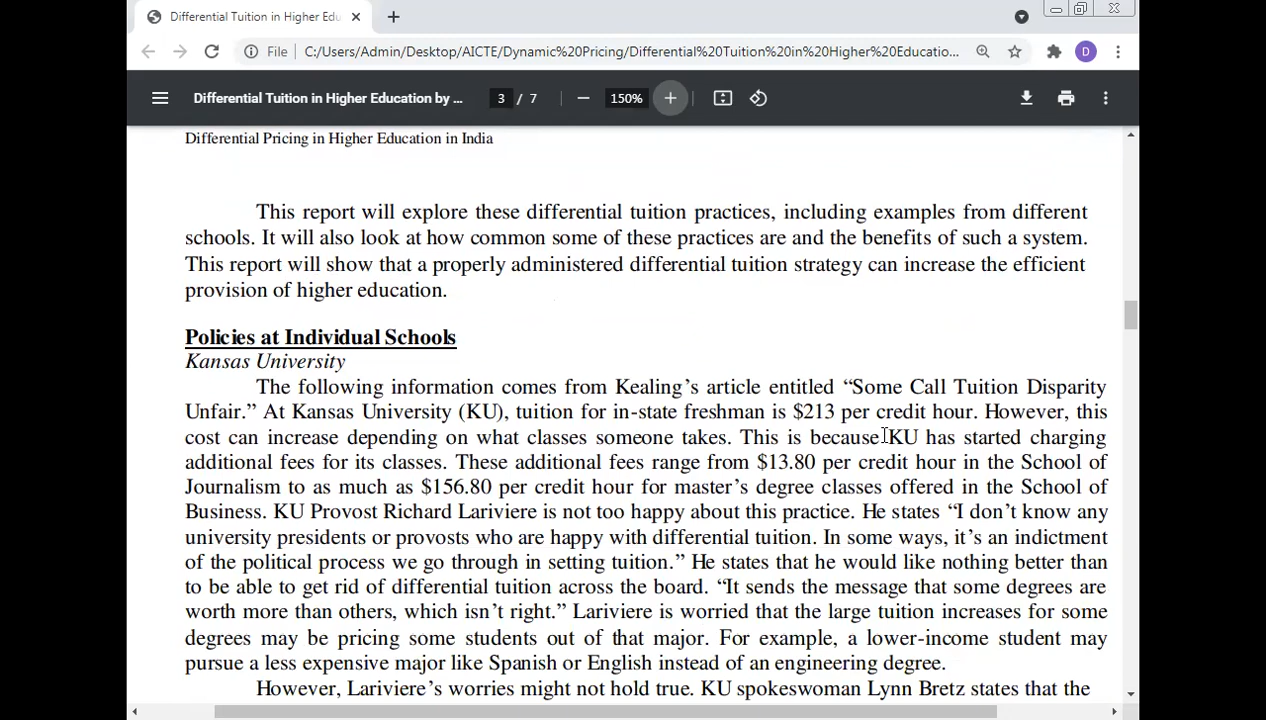 Differential Tuition in Higher Edu
File C:/Users/Admin/Desktop/AICTE/Dynamic%20Pricing/Differential%20Tuition%20in%20Higher%20Educatio... D
Differential Tuition in Higher Education by ... 3 / 7 150%
Differential Pricing in Higher Education in India
This report will explore these differential tuition practices, including examples from different
schools. It will also look at how common some of these practices are and the benefits of such a system.
This report will show that a properly administered differential tuition strategy can increase the efficient
provision of higher education.
Policies at Individual Schools
Kansas University
The following information comes from Kealing's article entitled “Some Call Tuition Disparity
Unfair.” At Kansas University (KU), tuition for in-state freshman is $213 per credit hour. However, this
cost can increase depending on what classes someone takes. This is because KU has started charging
additional fees for its classes. These additional fees range from $13.80 per credit hour in the School of
Journalism to as much as $156.80 per credit hour for master's degree classes offered in the School of
Business. KU Provost Richard Lariviere is not too happy about this practice. He states “I don't know any
university presidents or provosts who are happy with differential tuition. In some ways, it's an indictment
of the political process we go through in setting tuition.” He states that he would like nothing better than
to be able to get rid of differential tuition across the board. “It sends the message that some degrees are
worth more than others, which isn't right.” Lariviere is worried that the large tuition increases for some
degrees may be pricing some students out of that major. For example, a lower-income student may
pursue a less expensive major like Spanish or English instead of an engineering degree.
However, Lariviere's worries might not hold true. KU spokeswoman Lynn Bretz states that the